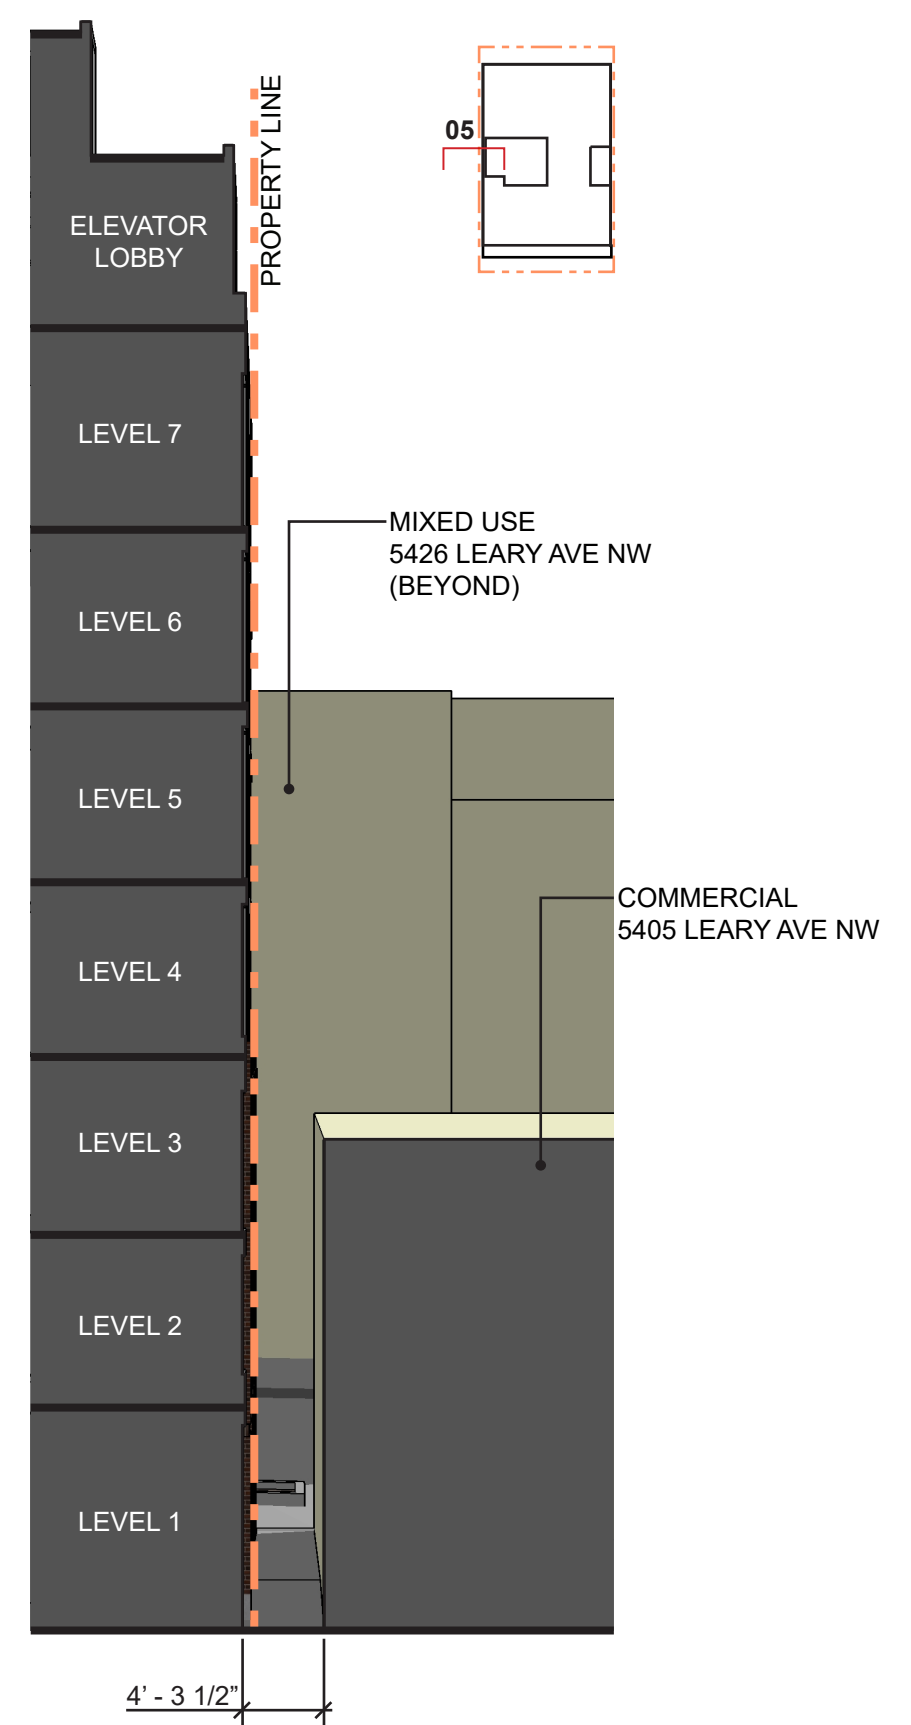 05
PROPERTY LINE
ELEVATOR
LOBBY
LEVEL 7
MIXED USE
5426 LEARY AVE NW
(BEYOND)
LEVEL 6
LEVEL 5
COMMERCIAL
5405 LEARY AVE NW
LEVEL 4
LEVEL 3
LEVEL 2
LEVEL 1
4’ - 3 1/2”